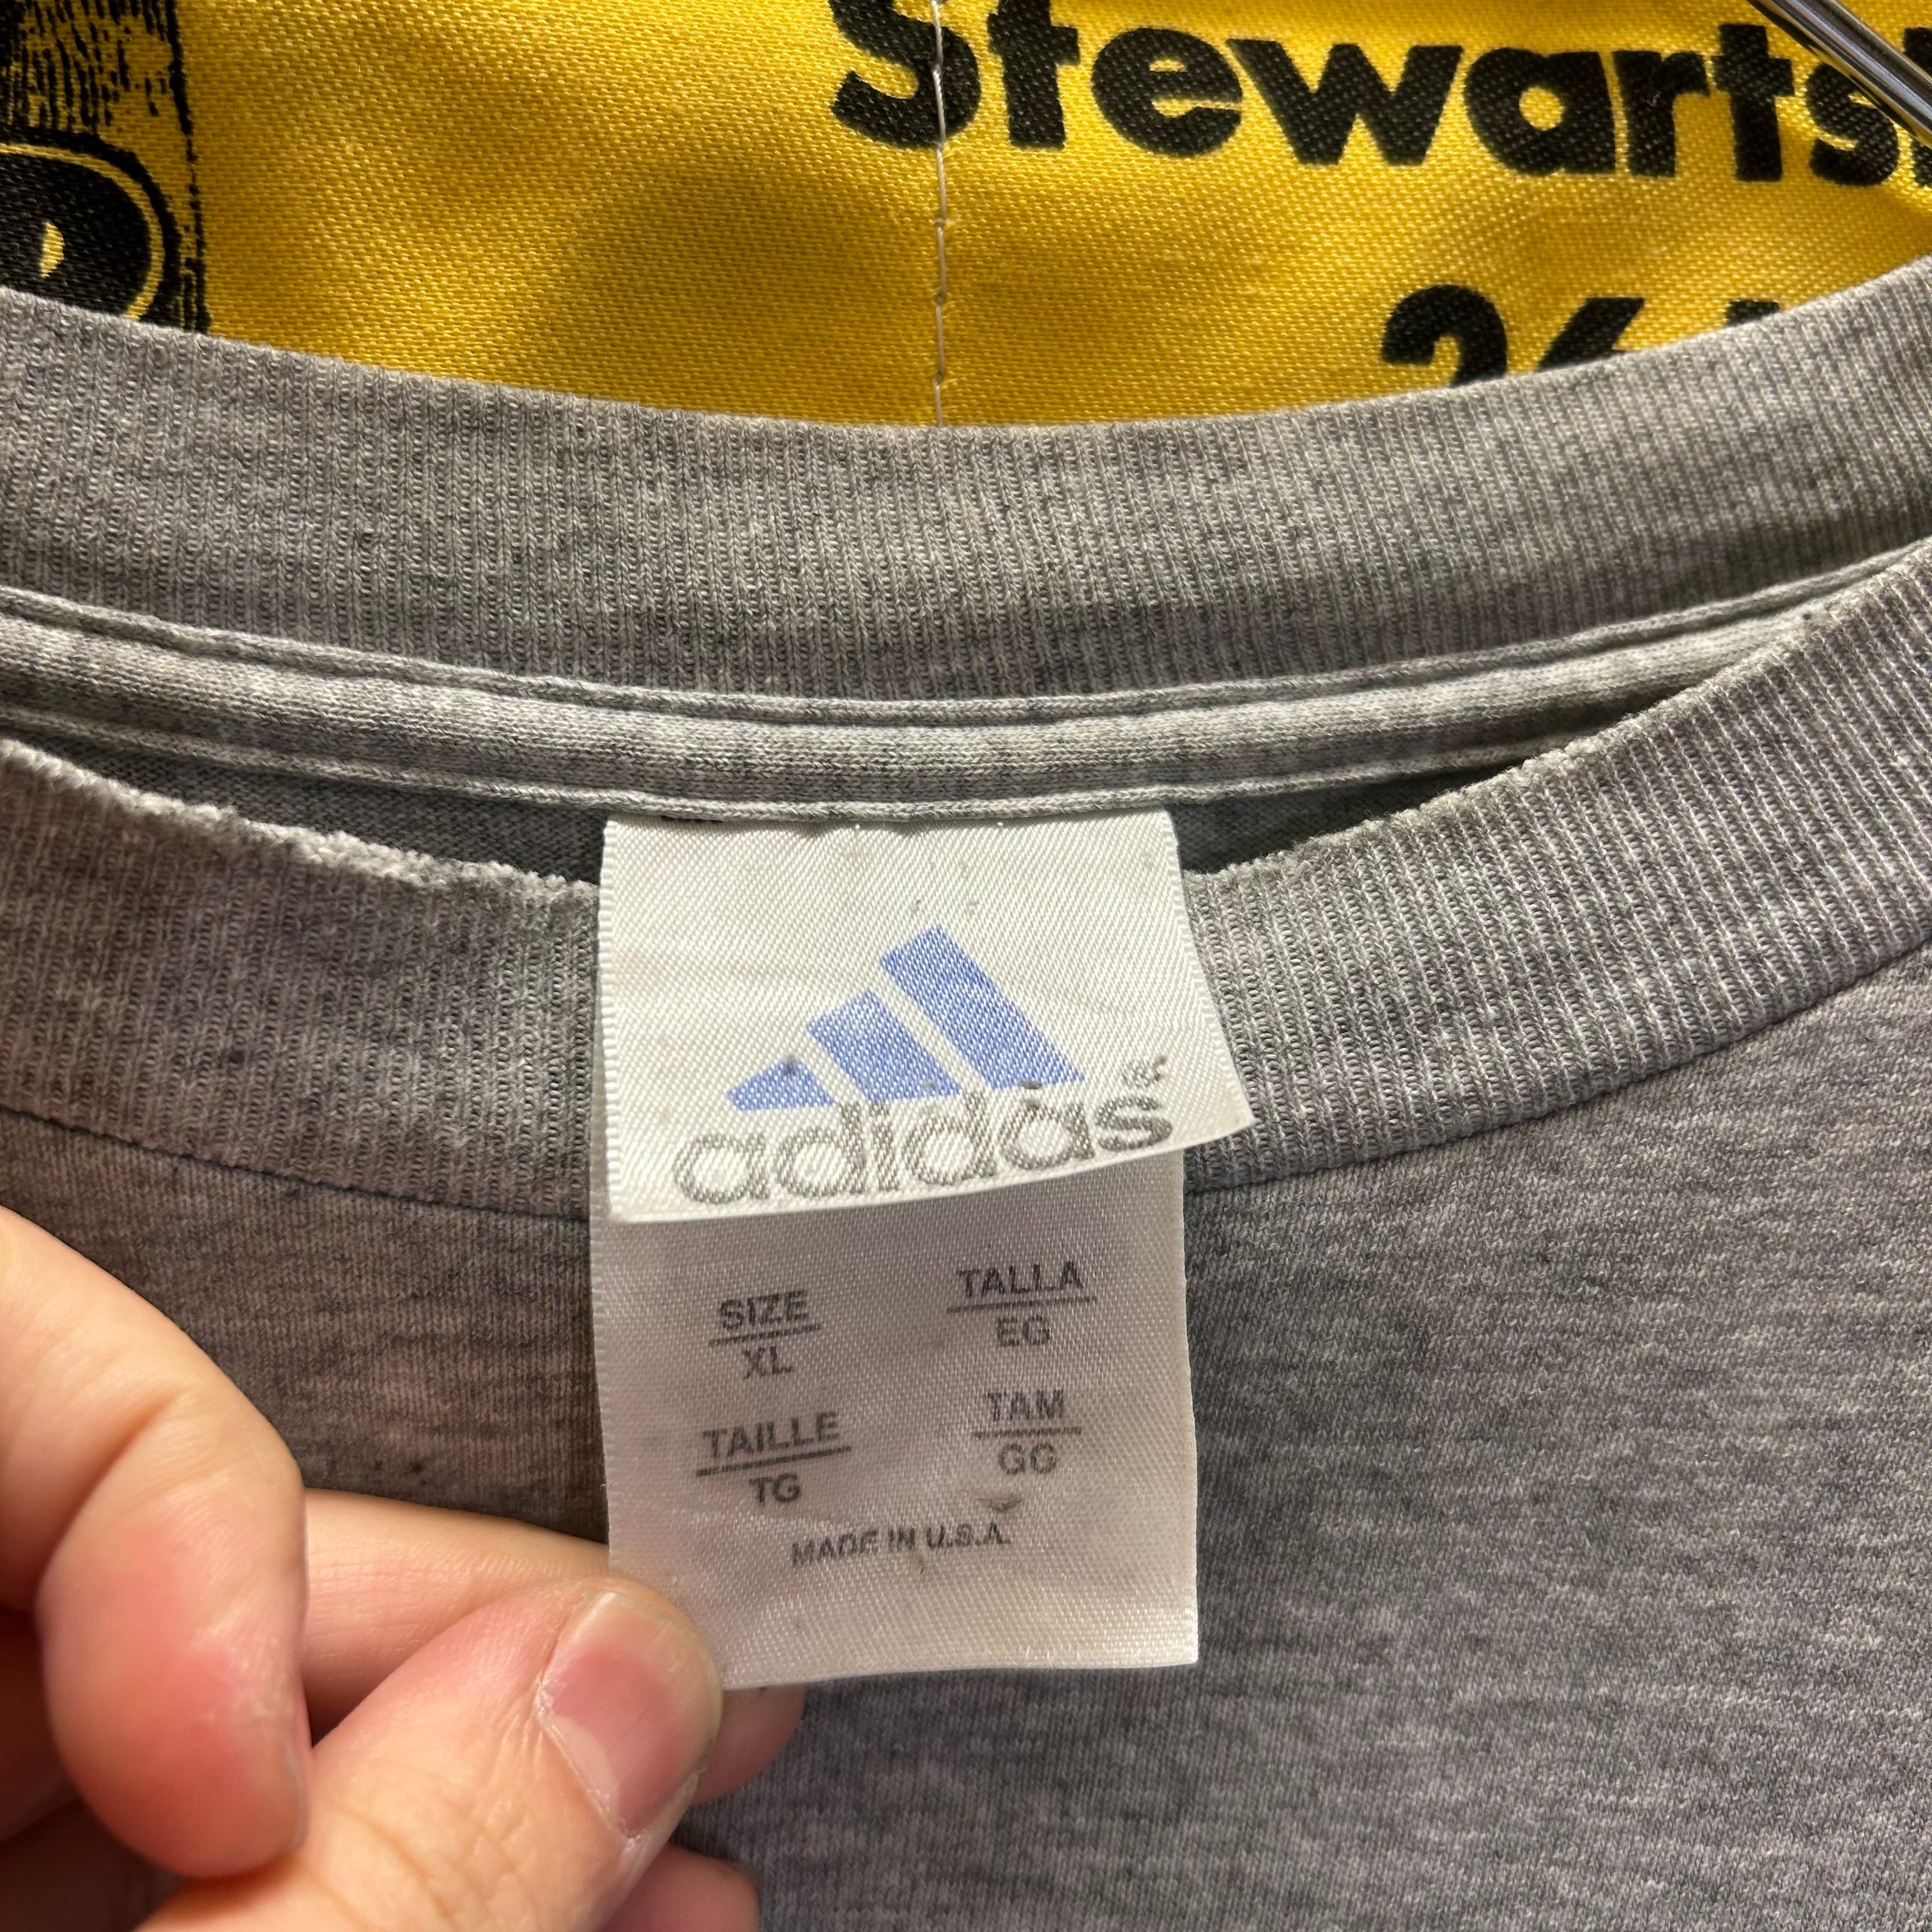 Stewarts
adidas
SIZE
XL
TALLA
EG
TAILLE
TG
TAM
GG
MADE IN U.S.A.